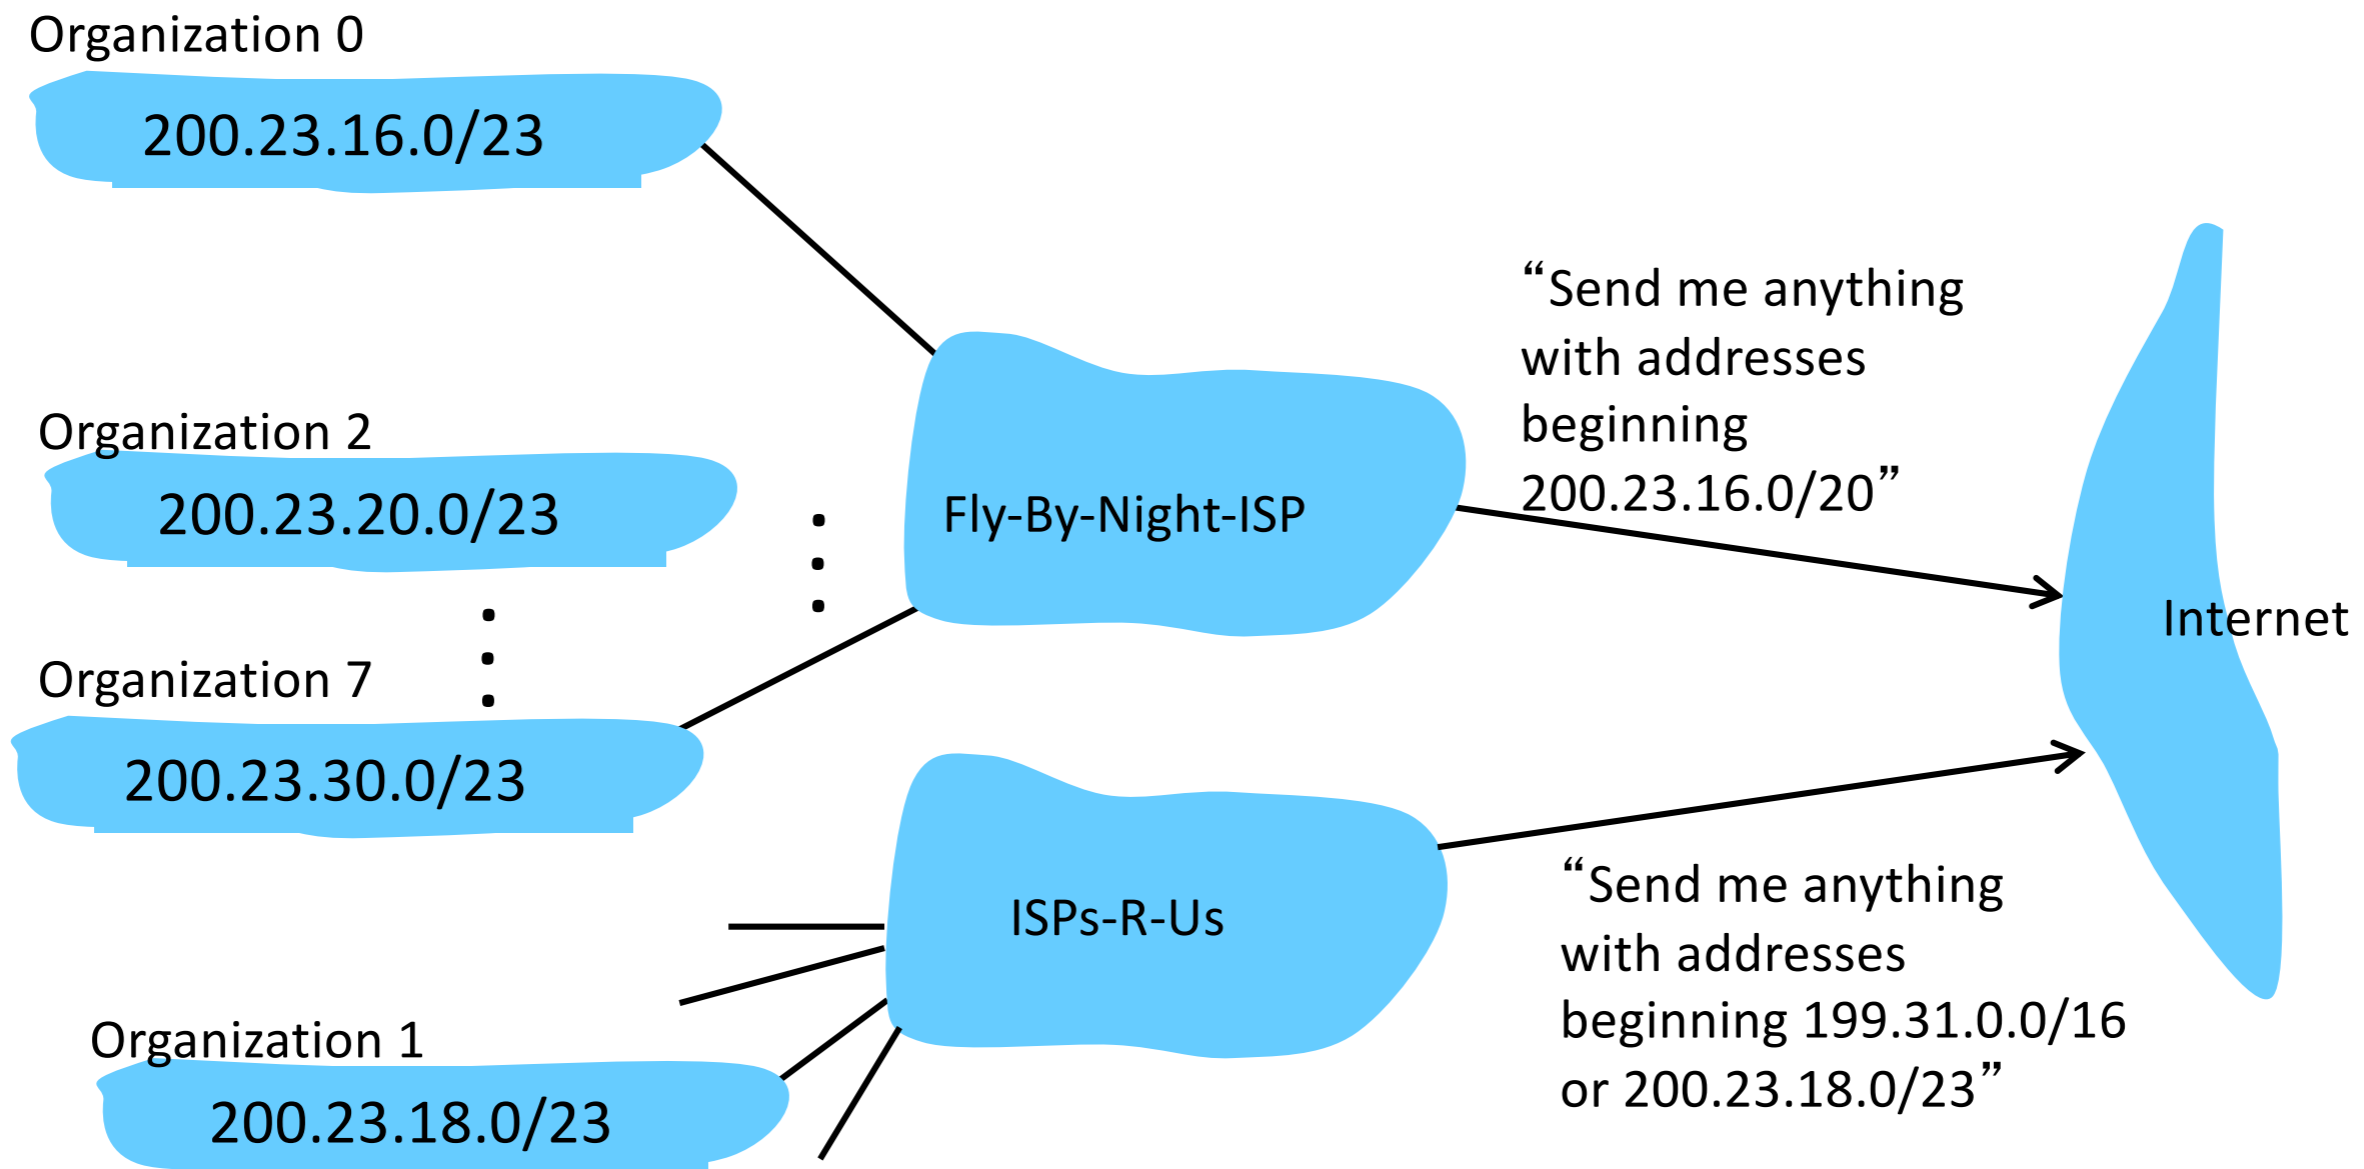 Organization 0
200.23.16.0/23
Organization 2
200.23.20.0/23
Organization 7
200.23.30.0/23
Fly-By-Night-ISP
“Send me anything
with addresses
beginning
200.23.16.0/20”
Internet
ISPs-R-Us
“Send me anything
with addresses
beginning 199.31.0.0/16
or 200.23.18.0/23”
Organization 1
200.23.18.0/23